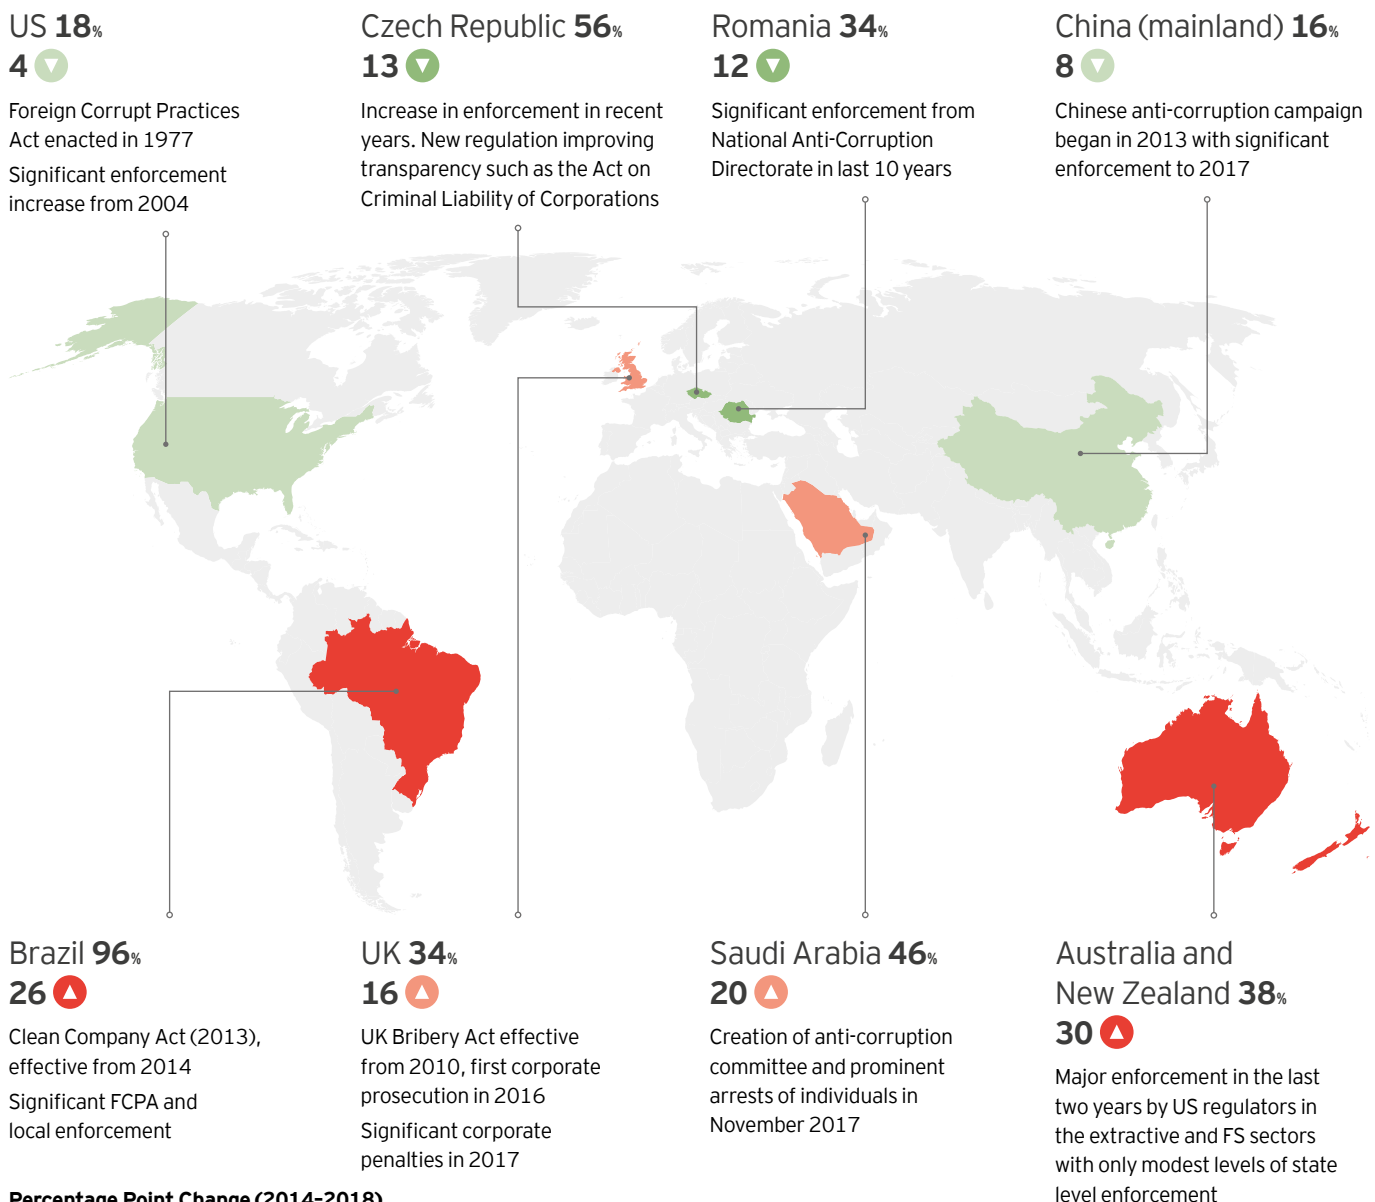 US 18%
4
Foreign Corrupt Practices
Act enacted in 1977
Significant enforcement
increase from 2004
Czech Republic 56%
13
Increase in enforcement in recent
years. New regulation improving
transparency such as the Act on
Criminal Liability of Corporations
Romania 34%
12
Significant enforcement from
National Anti-Corruption
Directorate in last 10 years
China (mainland) 16%
8
Chinese anti-corruption campaign
began in 2013 with significant
enforcement to 2017
Brazil 96%
26
Clean Company Act (2013),
effective from 2014
Significant FCPA and
local enforcement
UK 34%
16
UK Bribery Act effective
from 2010, first corporate
prosecution in 2016
Significant corporate
penalties in 2017
Saudi Arabia 46%
20
Creation of anti-corruption
committee and prominent
arrests of individuals in
November 2017
Australia and
New Zealand 38%
30
Major enforcement in the last
two years by US regulators in
the extractive and FS sectors
with only modest levels of state
level enforcement
Percentage Point Change (2014–2018)